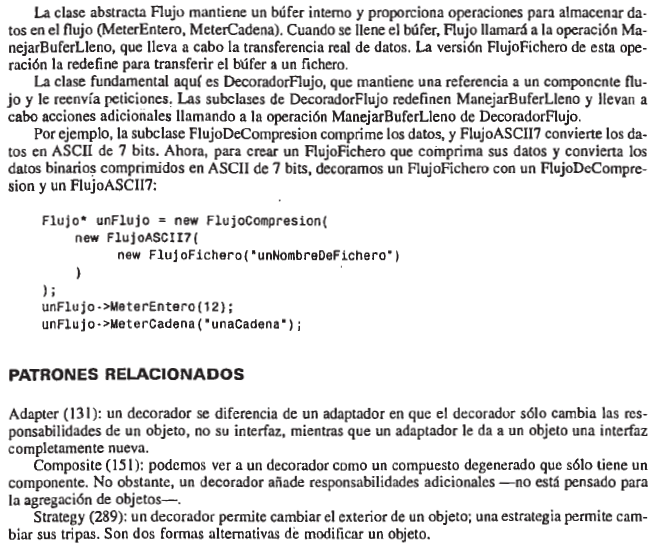 La clase abstracta Flujo mantiene un búfer interno y proporciona operaciones para almacenar da-
tos en el flujo (MeterEntero, MeterCadena). Cuando se llene el búfer, Flujo llamará a la operación Ma-
nejarBuferLleno, que lleva a cabo la transferencia real de datos. La versión FlujoFichero de esta ope-
ración la redefine para transferir el búfer a un fichero.
La clase fundamental aquí es DecoradorFlujo, que mantiene una referencia a un componente flu-
jo y le reenvía peticiones. Las subclases de DecoradorFlujo redefinen ManejarBuferLleno y llevan a
cabo acciones adicionales llamando a la operación ManejarBuferLleno de DecoradorFlujo.
Por ejemplo, la subclase FlujoDeCompresion comprime los datos, y FlujoASCII7 convierte los da-
tos en ASCII de 7 bits. Ahora, para crear un FlujoFichero que comprima sus datos y convierta los
datos binarios comprimidos en ASCII de 7 bits, decoramos un FlujoFichero con un FlujoDeCompre-
sion y un FlujoASCII7:
Flujo* unFlujo = new FlujoCompresion(
new FlujoASCII7(
new FlujoFichero("unNombreDeFichero")
)
);
unFlujo->MeterEntero(12);
unFlujo->MeterCadena("unaCadena");
PATRONES RELACIONADOS
Adapter (131): un decorador se diferencia de un adaptador en que el decorador sólo cambia las res-
ponsabilidades de un objeto, no su interfaz, mientras que un adaptador le da a un objeto una interfaz
completamente nueva.
Composite (151): podemos ver a un decorador como un compuesto degenerado que sólo tiene un
componente. No obstante, un decorador añade responsabilidades adicionales —no está pensado para
la agregación de objetos—.
Strategy (289): un decorador permite cambiar el exterior de un objeto; una estrategia permite cam-
biar sus tripas. Son dos formas alternativas de modificar un objeto.